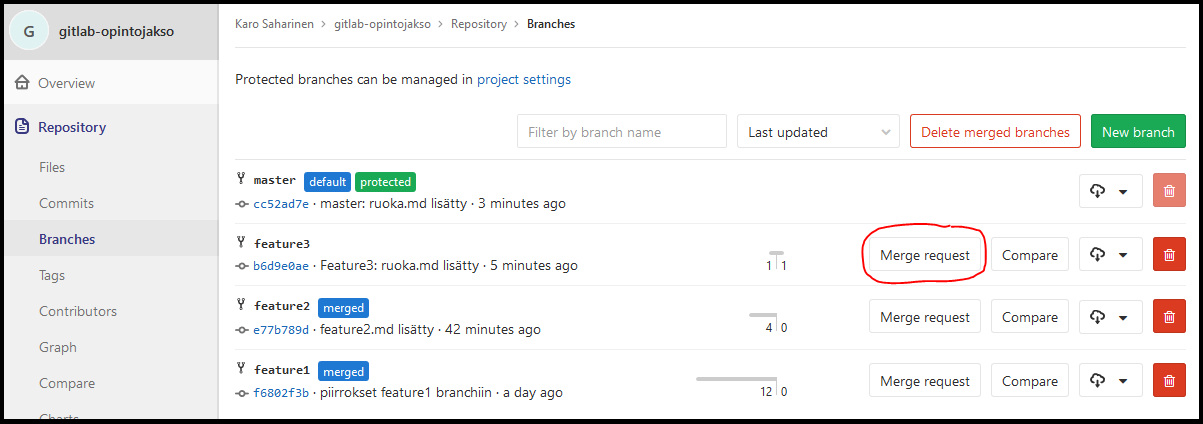 G gitlab-opintojakso
Overview
Repository
Files
Commits
Branches
Tags
Contributors
Graph
Compare
Charts
Karo Saharinen > gitlab-opintojakso > Repository > Branches
Protected branches can be managed in project settings
Filter by branch name Last updated Delete merged branches New branch
master default protected
cc52ad7e · master: ruoka.md lisätty · 3 minutes ago
feature3
b6d9e0ae · Feature3: ruoka.md lisätty · 5 minutes ago
1 1 Merge request Compare
feature2 merged
e77b789d · feature2.md lisätty · 42 minutes ago
4 0 Merge request Compare
feature1 merged
f6802f3b · piirrokset feature1 branchiin · a day ago
12 0 Merge request Compare